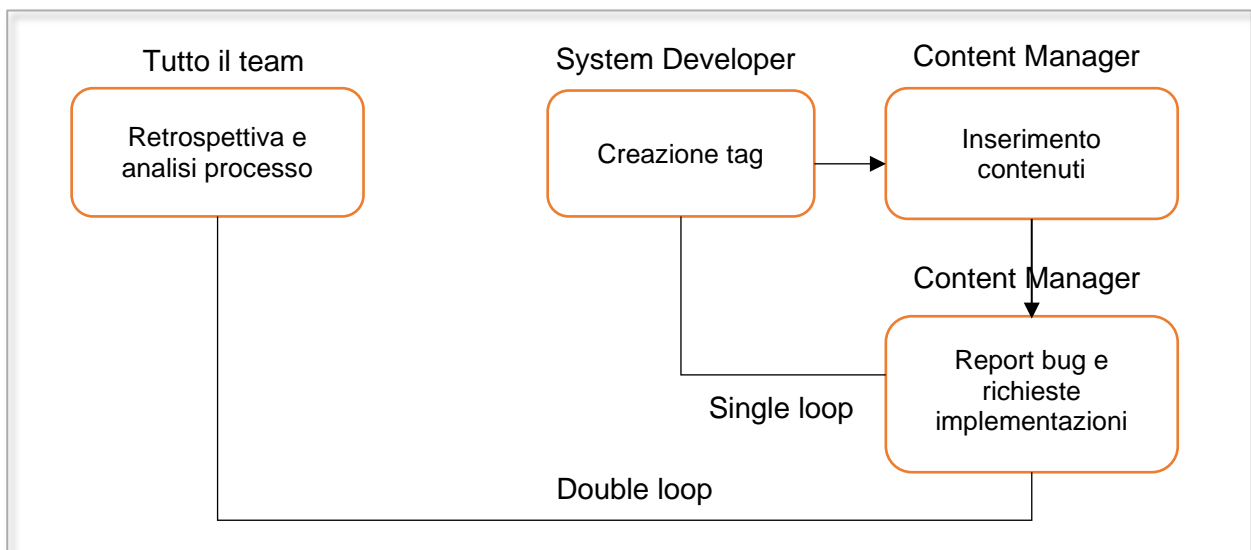 Tutto il team
Retrospettiva e
analisi processo
System Developer
Creazione tag
Content Manager
Inserimento
contenuti
Content Manager
Report bug e
richieste
implementazioni
Single loop
Double loop